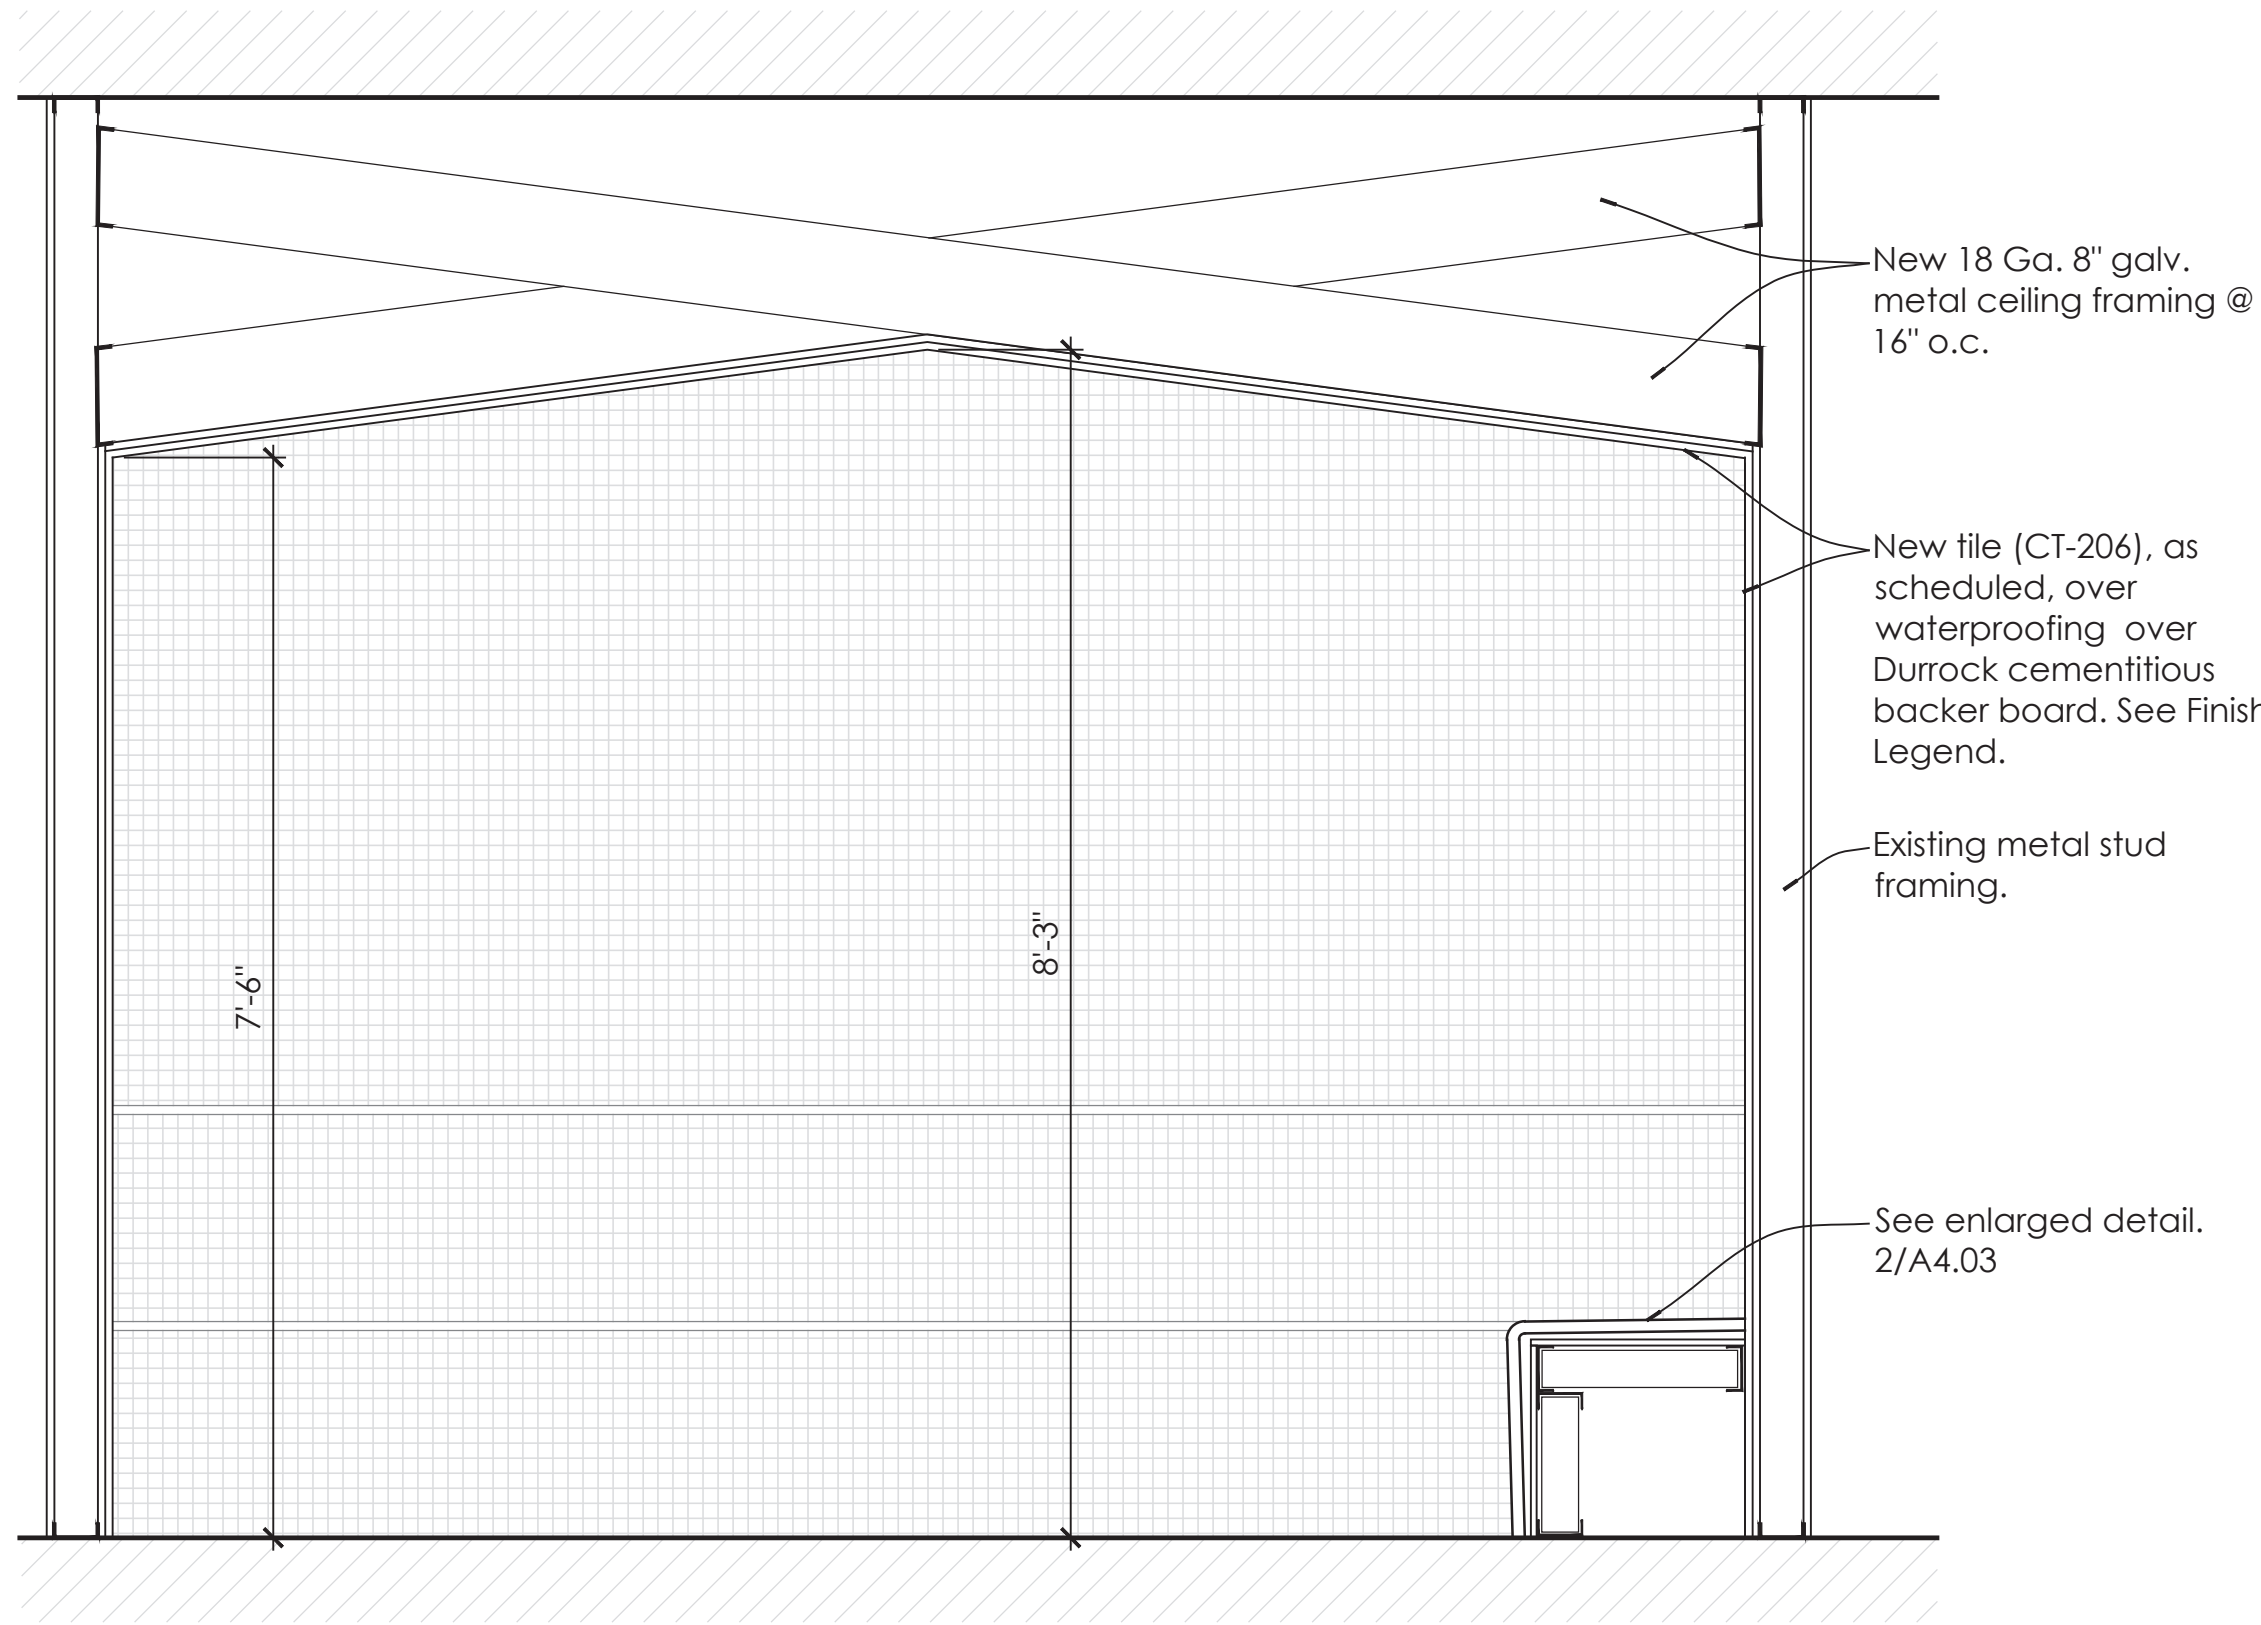 New 18 Ga. 8" galv.
metal ceiling framing @
16" o.c.
New tile (CT-206), as
scheduled, over
waterproofing over
Durrock cementitious
backer board. See Finish
Legend.
Existing metal stud
framing.
See enlarged detail.
2/A4.03
7'-6"
8'-3"